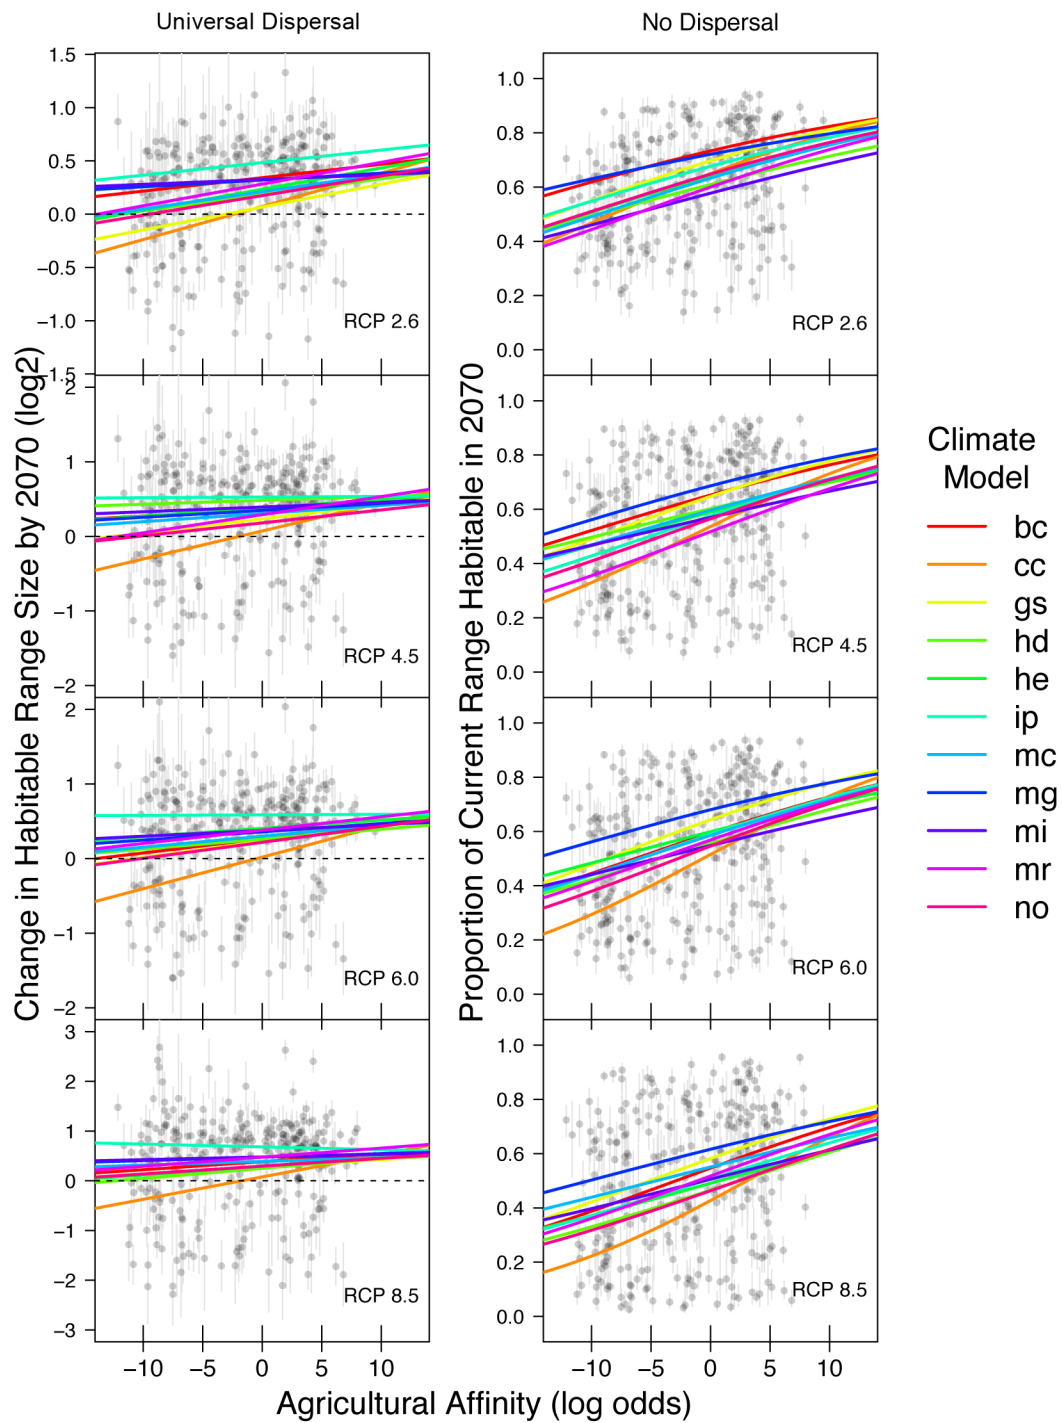 Universal Dispersal
No Dispersal
1.5
1.0
0.5
0.0
−0.5
−1.0
1.5
RCP 2.6
1.0
0.8
0.6
0.4
0.2
0.0
RCP 2.6
2
1
0
−1
−2
RCP 4.5
1.0
0.8
0.6
0.4
0.2
0.0
RCP 4.5
2
1
0
−1
−2
RCP 6.0
1.0
0.8
0.6
0.4
0.2
0.0
RCP 6.0
3
2
1
0
−1
−2
−3
RCP 8.5
1.0
0.8
0.6
0.4
0.2
0.0
RCP 8.5
−10 −5 0 5 10
−10 −5 0 5 10
Change in Habitable Range Size by 2070 (log2)
Proportion of Current Range Habitable in 2070
Agricultural Affinity (log odds)
Climate
Model
bc
cc
gs
hd
he
ip
mc
mg
mi
mr
no